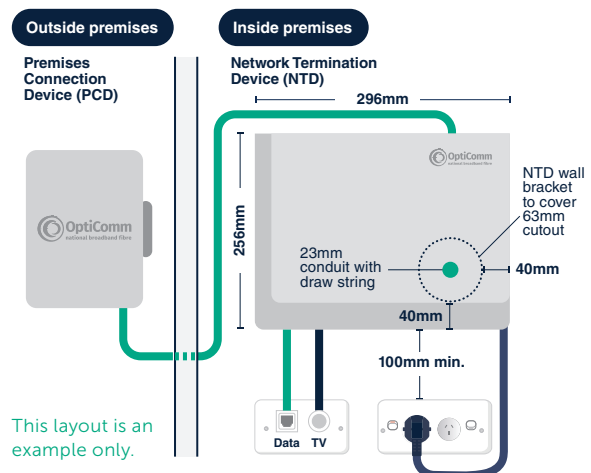 Outside premises
Inside premises
Premises
Connection
Device (PCD)
Network Termination
Device (NTD)
296mm
OptiComm
national broadband fibre
OptiComm
national broadband fibre
256mm
NTD wall
bracket
to cover
63mm
cutout
23mm
conduit with
draw string
40mm
40mm
100mm min.
Data
TV
This layout is an
example only.